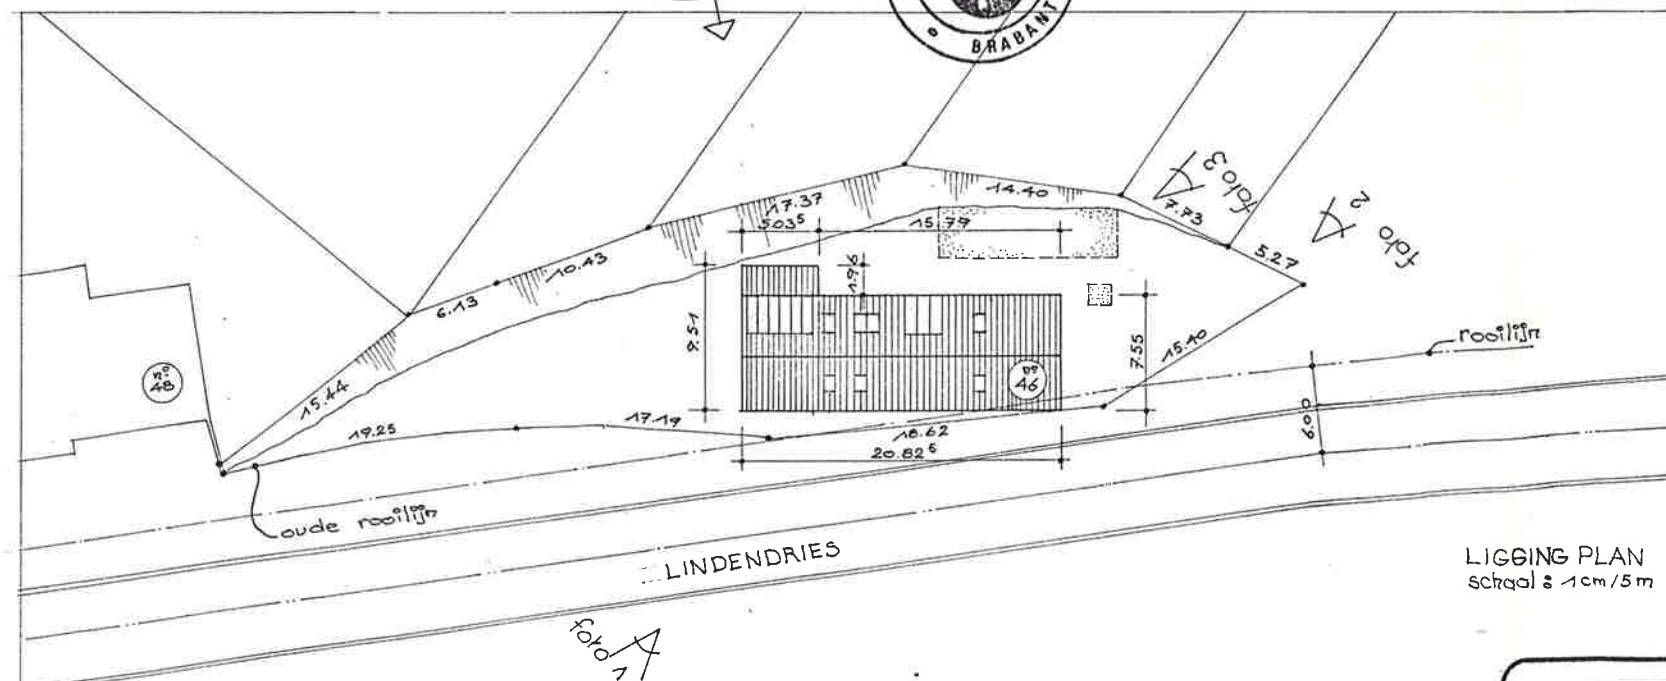 BRABANT
foto 3
foto 2
17.37
14.40
7.73
5.03⁵
15.79
10.43
6.13
5.27
1.96
9.51
7.55
15.40
rooilijn
n° 48
n° 46
15.44
19.25
17.19
18.62
20.82⁵
6.00
oude rooilijn
LINDENDRIES
LIGGING PLAN
schaal : 1cm/5m
foto 1